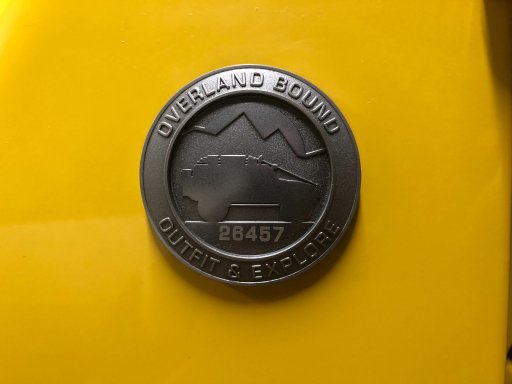 OVERLAND BOUND
26457
OUTFIT & EXPLORE